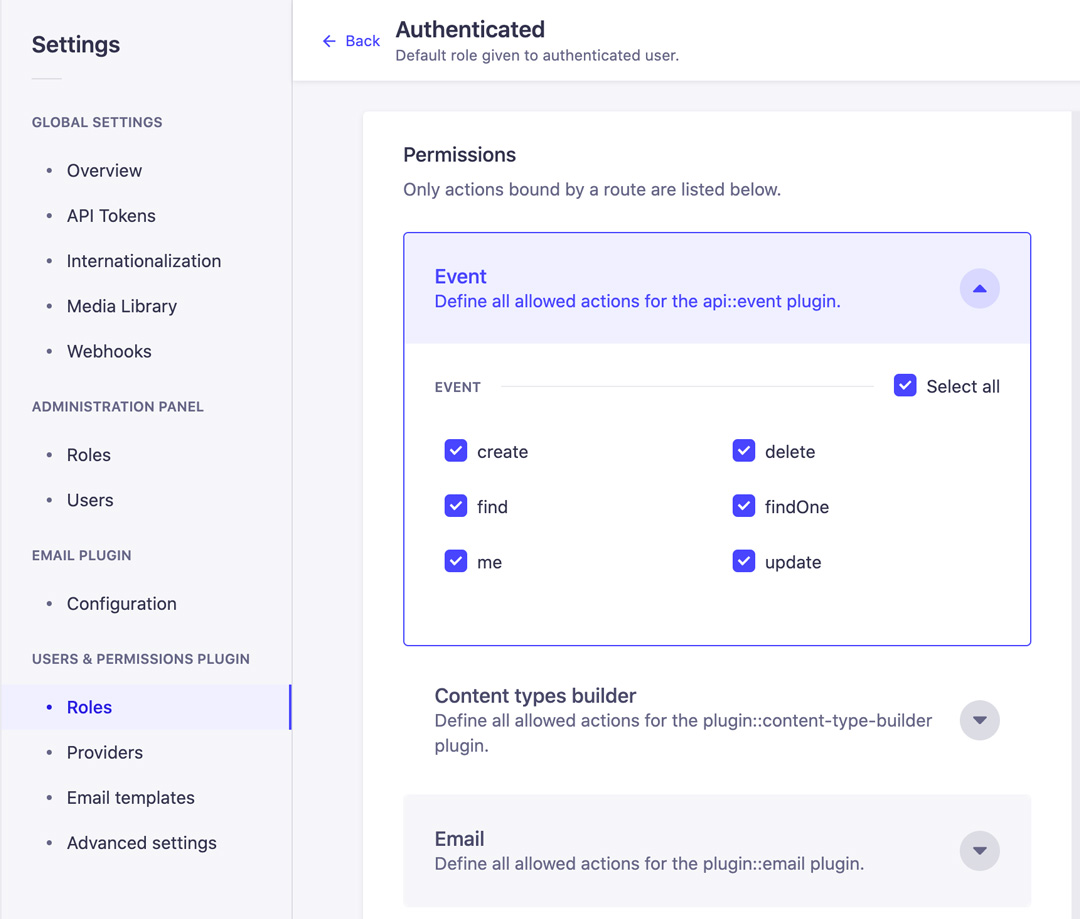 Settings
GLOBAL SETTINGS
Overview
API Tokens
Internationalization
Media Library
Webhooks
ADMINISTRATION PANEL
Roles
Users
EMAIL PLUGIN
Configuration
USERS & PERMISSIONS PLUGIN
Roles
Providers
Email templates
Advanced settings
Back
Authenticated
Default role given to authenticated user.
Permissions
Only actions bound by a route are listed below.
Event
Define all allowed actions for the api::event plugin.
EVENT
Select all
create
delete
find
findOne
me
update
Content types builder
Define all allowed actions for the plugin::content-type-builder
plugin.
Email
Define all allowed actions for the plugin::email plugin.